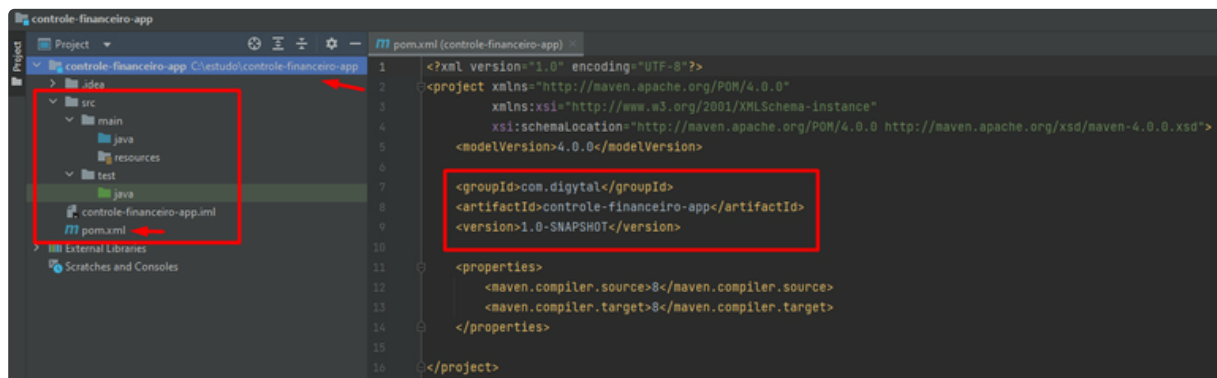 controle-financeiro-app
Project
Project
controle-financeiro-app C:\estudo\controle-financeiro-app
.idea
src
main
java
resources
test
java
controle-financeiro-app.iml
pom.xml
External Libraries
Scratches and Consoles
pom.xml (controle-financeiro-app)
1 <?xml version="1.0" encoding="UTF-8"?>
2 <project xmlns="http://maven.apache.org/POM/4.0.0"
3 xmlns:xsi="http://www.w3.org/2001/XMLSchema-instance"
4 xsi:schemaLocation="http://maven.apache.org/POM/4.0.0 http://maven.apache.org/xsd/maven-4.0.0.xsd">
5 <modelVersion>4.0.0</modelVersion>
6
7 <groupId>com.digytal</groupId>
8 <artifactId>controle-financeiro-app</artifactId>
9 <version>1.0-SNAPSHOT</version>
10
11 <properties>
12 <maven.compiler.source>8</maven.compiler.source>
13 <maven.compiler.target>8</maven.compiler.target>
14 </properties>
15
16 </project>